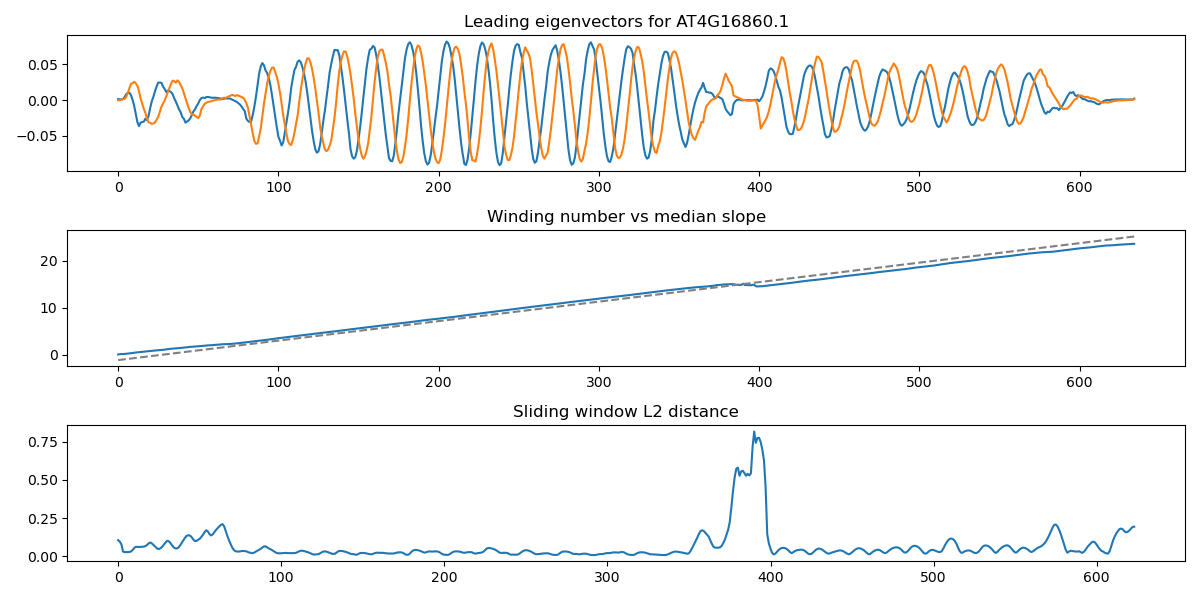 Leading eigenvectors for AT4G16860.1
0.05
0.00
−0.05
0 100 200 300 400 500 600
Winding number vs median slope
20
10
0
0 100 200 300 400 500 600
Sliding window L2 distance
0.75
0.50
0.25
0.00
0 100 200 300 400 500 600